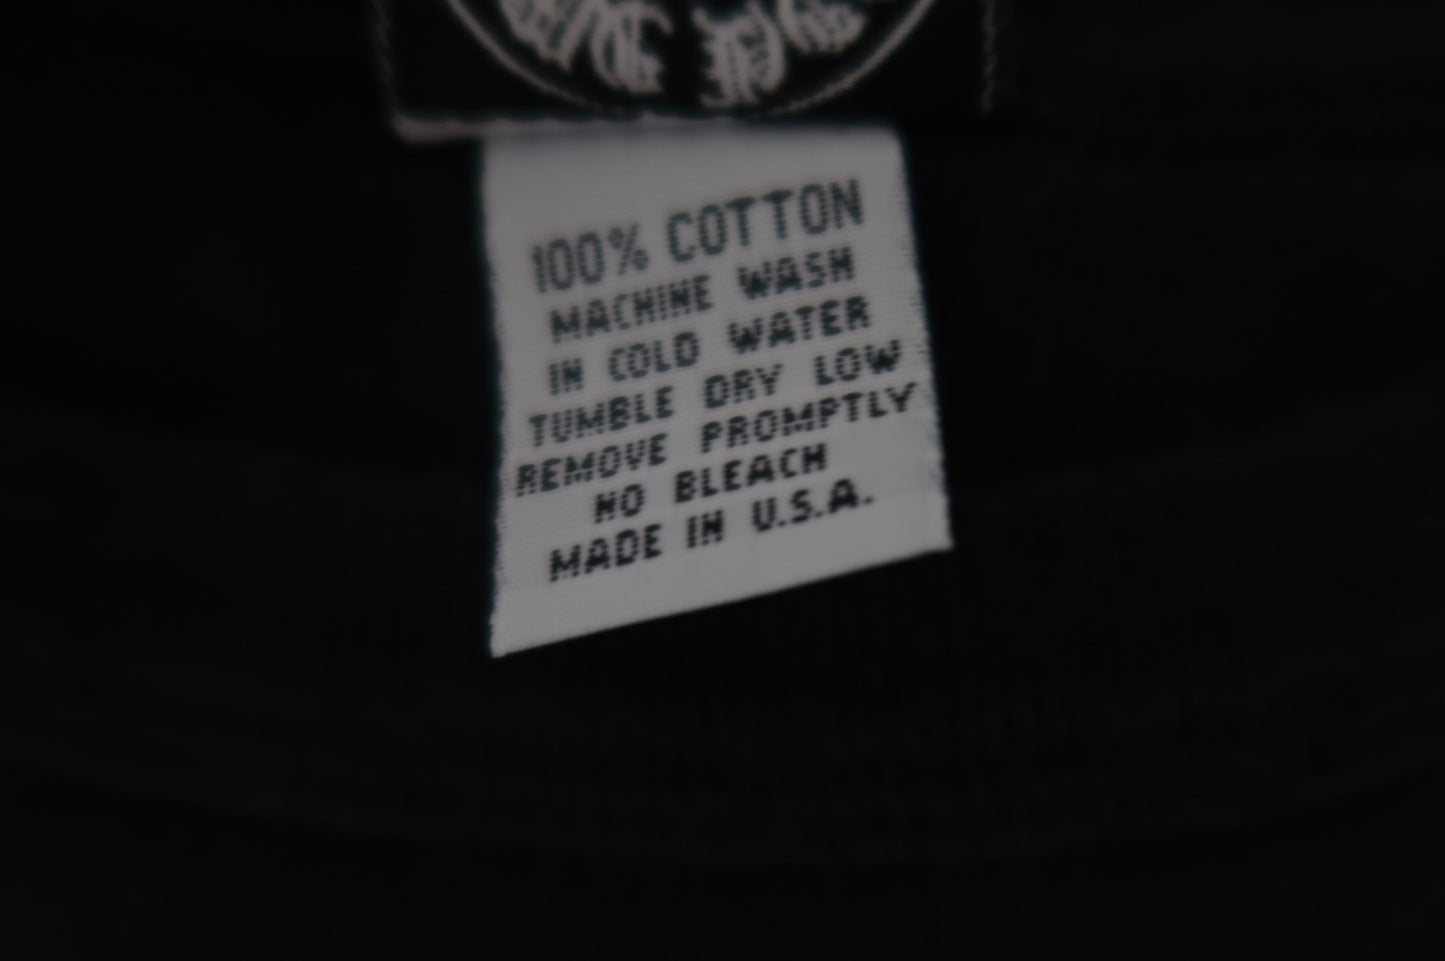 100% COTTON
MACHINE WASH
IN COLD WATER
TUMBLE DRY LOW
REMOVE PROMPTLY
NO BLEACH
MADE IN U.S.A.